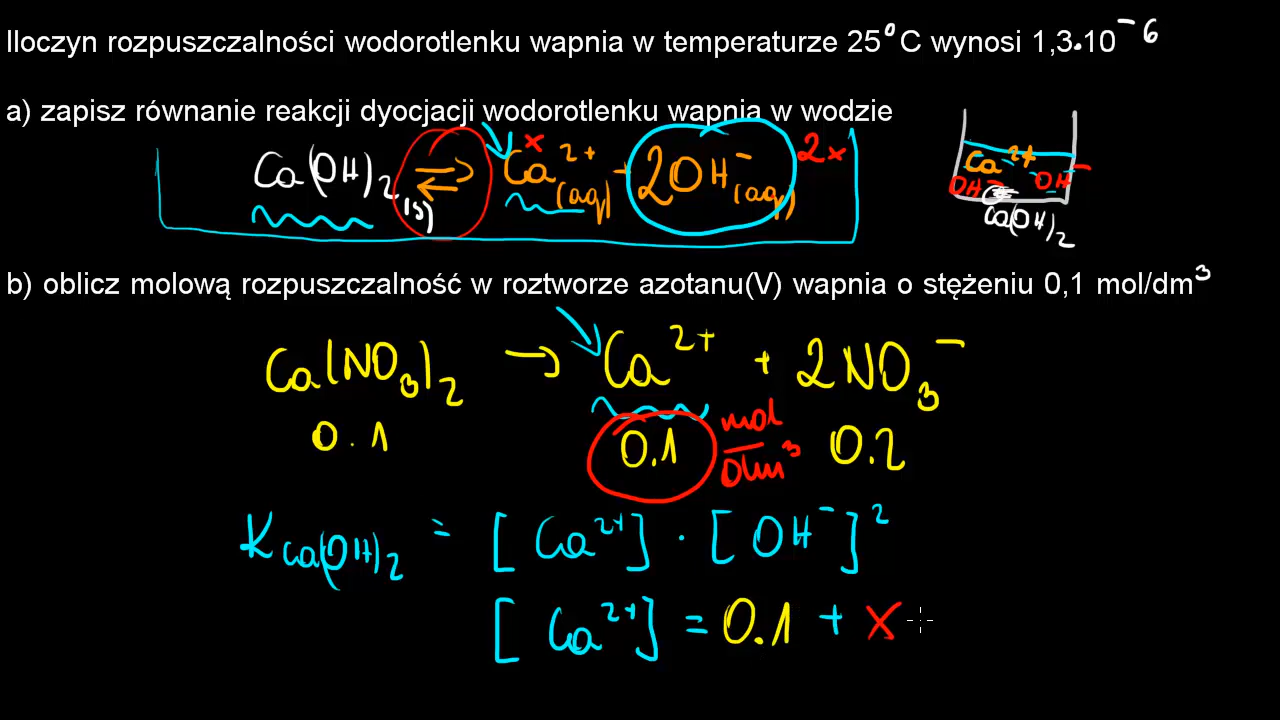 Iloczyn rozpuszczalności wodorotlenku wapnia w temperaturze 25⁰C wynosi 1,3·10⁻⁶
a) zapisz równanie reakcji dyocjacji wodorotlenku wapnia w wodzie
Ca(OH)₂(s) ⇌ Ca²⁺(aq) + 2OH⁻(aq)
x 2x
Ca²⁺
OH⁻ OH⁻
Ca(OH)₂
b) oblicz molową rozpuszczalność w roztworze azotanu(V) wapnia o stężeniu 0,1 mol/dm³
Ca(NO₃)₂ → Ca²⁺ + 2NO₃⁻
0.1 0.1 mol/dm³ 0.2
K Ca(OH)₂ = [Ca²⁺]·[OH⁻]²
[Ca²⁺] = 0.1 + x